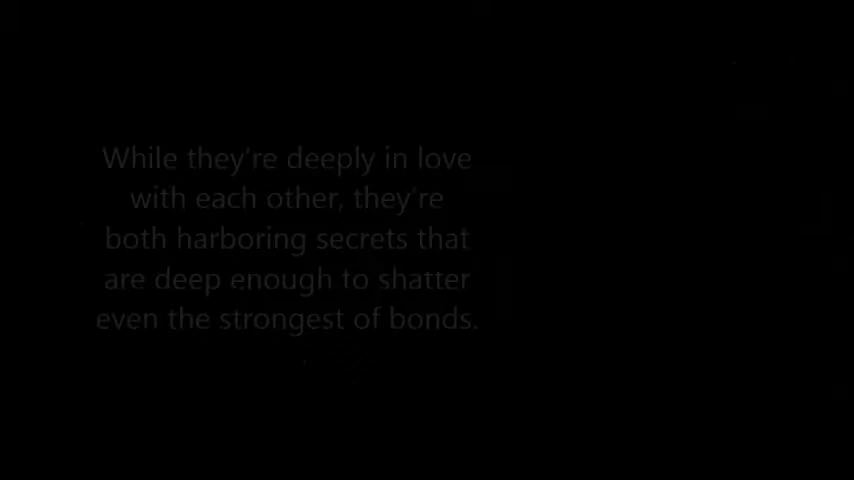 While they're deeply in love
with each other, they're
both harboring secrets that
are deep enough to shatter
even the strongest of bonds.